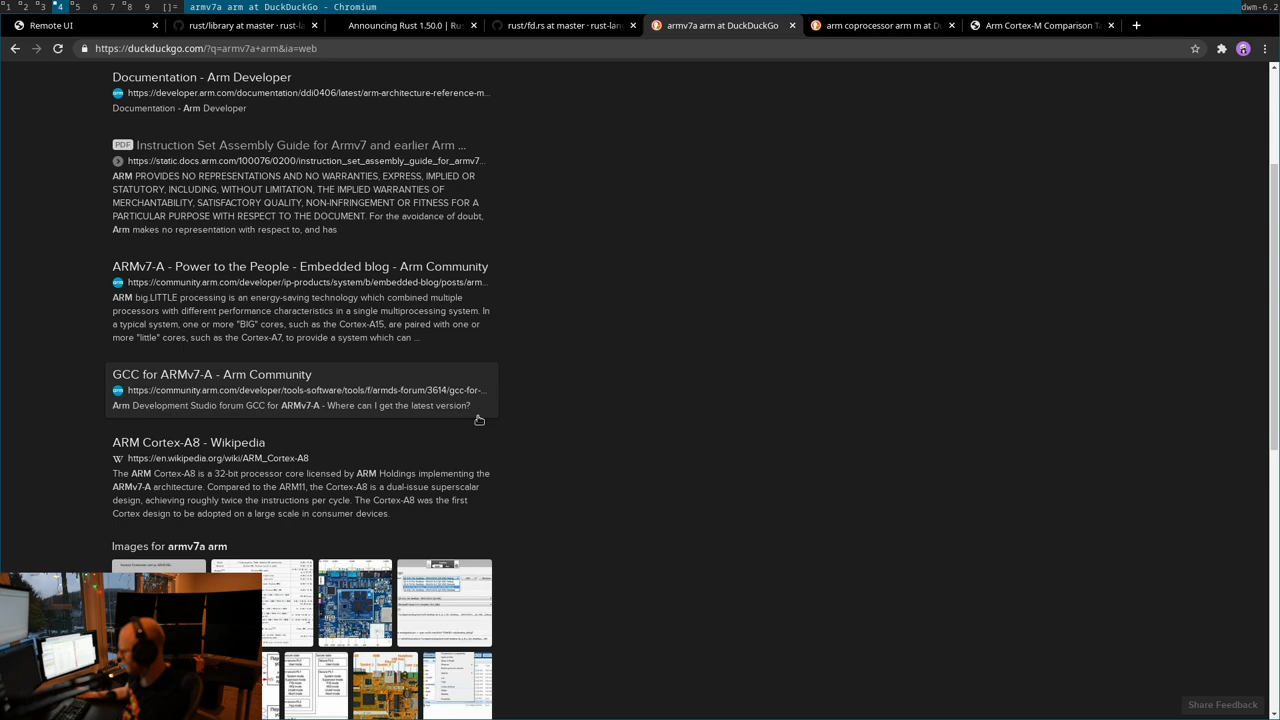 1 2 3 4 5 6 7 8 9 []= armv7a arm at DuckDuckGo - Chromium dwm-6.2
Remote UI
rust/library at master · rust-la
Announcing Rust 1.50.0 | Ru
rust/fd.rs at master · rust-lang
armv7a arm at DuckDuckGo
arm coprocessor arm m at D
Arm Cortex-M Comparison Ta
https://duckduckgo.com/?q=armv7a+arm&ia=web
Documentation - Arm Developer
arm https://developer.arm.com/documentation/ddi0406/latest/arm-architecture-reference-m...
Documentation - Arm Developer
PDF Instruction Set Assembly Guide for Armv7 and earlier Arm ...
https://static.docs.arm.com/100076/0200/instruction_set_assembly_guide_for_armv7...
ARM PROVIDES NO REPRESENTATIONS AND NO WARRANTIES, EXPRESS, IMPLIED OR
STATUTORY, INCLUDING, WITHOUT LIMITATION, THE IMPLIED WARRANTIES OF
MERCHANTABILITY, SATISFACTORY QUALITY, NON-INFRINGEMENT OR FITNESS FOR A
PARTICULAR PURPOSE WITH RESPECT TO THE DOCUMENT. For the avoidance of doubt,
Arm makes no representation with respect to, and has
ARMv7-A - Power to the People - Embedded blog - Arm Community
arm https://community.arm.com/developer/ip-products/system/b/embedded-blog/posts/arm...
ARM big.LITTLE processing is an energy-saving technology which combined multiple
processors with different performance characteristics in a single multiprocessing system. In
a typical system, one or more "BIG" cores, such as the Cortex-A15, are paired with one or
more "little" cores, such as the Cortex-A7, to provide a system which can ...
GCC for ARMv7-A - Arm Community
arm https://community.arm.com/developer/tools-software/tools/f/armds-forum/3614/gcc-for-...
Arm Development Studio forum GCC for ARMv7-A - Where can I get the latest version?
ARM Cortex-A8 - Wikipedia
W https://en.wikipedia.org/wiki/ARM_Cortex-A8
The ARM Cortex-A8 is a 32-bit processor core licensed by ARM Holdings implementing the
ARMv7-A architecture. Compared to the ARM11, the Cortex-A8 is a dual-issue superscalar
design, achieving roughly twice the instructions per cycle. The Cortex-A8 was the first
Cortex design to be adopted on a large scale in consumer devices.
Images for armv7a arm
Share Feedback